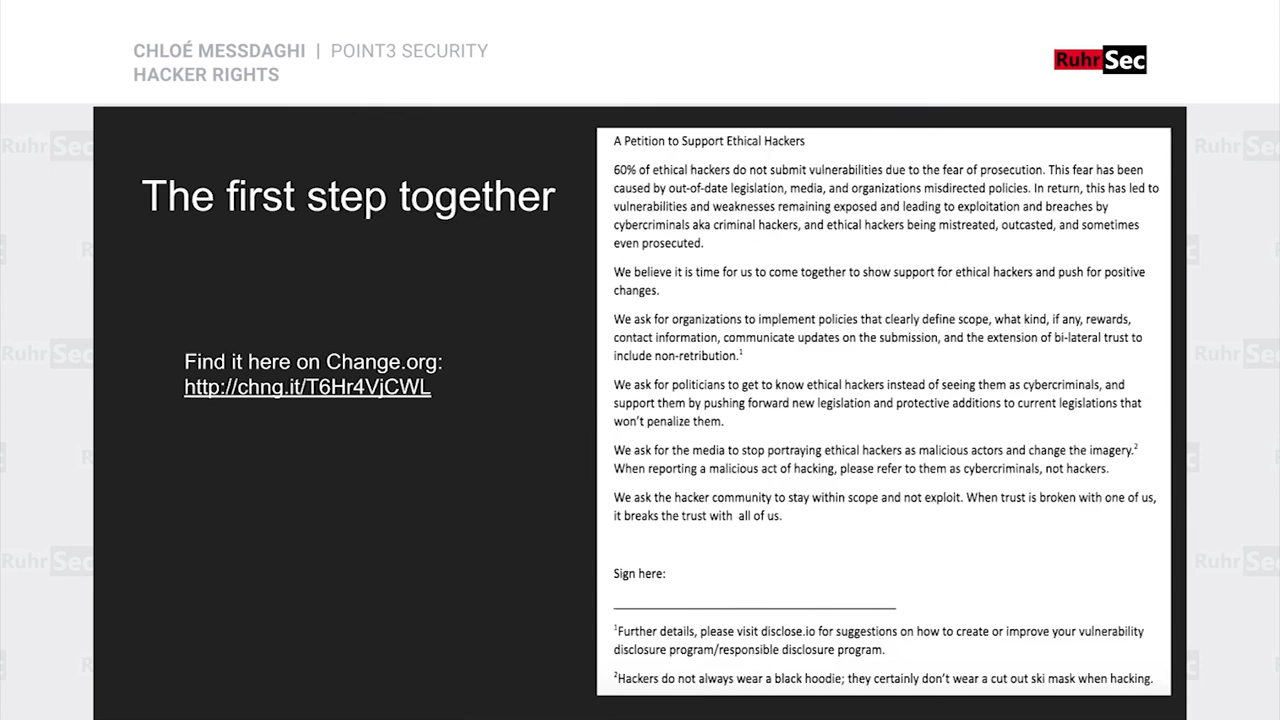 CHLOÉ MESSDAGHI | POINT3 SECURITY
HACKER RIGHTS
RuhrSec
The first step together
Find it here on Change.org:
http://chng.it/T6Hr4VjCWL
A Petition to Support Ethical Hackers
60% of ethical hackers do not submit vulnerabilities due to the fear of prosecution. This fear has been
caused by out-of-date legislation, media, and organizations misdirected policies. In return, this has led to
vulnerabilities and weaknesses remaining exposed and leading to exploitation and breaches by
cybercriminals aka criminal hackers, and ethical hackers being mistreated, outcasted, and sometimes
even prosecuted.
We believe it is time for us to come together to show support for ethical hackers and push for positive
changes.
We ask for organizations to implement policies that clearly define scope, what kind, if any, rewards,
contact information, communicate updates on the submission, and the extension of bi-lateral trust to
include non-retribution.¹
We ask for politicians to get to know ethical hackers instead of seeing them as cybercriminals, and
support them by pushing forward new legislation and protective additions to current legislations that
won't penalize them.
We ask for the media to stop portraying ethical hackers as malicious actors and change the imagery.²
When reporting a malicious act of hacking, please refer to them as cybercriminals, not hackers.
We ask the hacker community to stay within scope and not exploit. When trust is broken with one of us,
it breaks the trust with all of us.
Sign here:
¹Further details, please visit disclose.io for suggestions on how to create or improve your vulnerability
disclosure program/responsible disclosure program.
²Hackers do not always wear a black hoodie; they certainly don't wear a cut out ski mask when hacking.